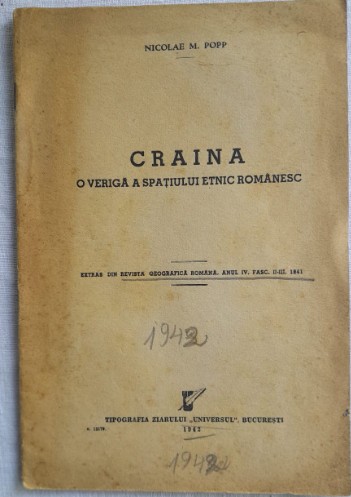 NICOLAE M. POPP
CRAINA
O VERIGĂ A SPAȚIULUI ETNIC ROMÂNESC
EXTRAS DIN REVISTA GEOGRAFICĂ ROMÂNĂ. ANUL IV. FASC. II-III. 1941
1942
TIPOGRAFIA ZIARULUI „UNIVERSUL”. BUCUREȘTI
1942
1942